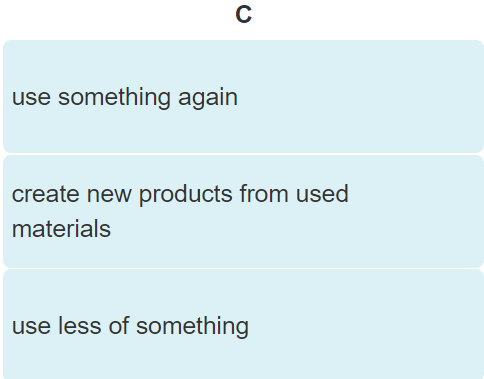 C
use something again
create new products from used
materials
use less of something